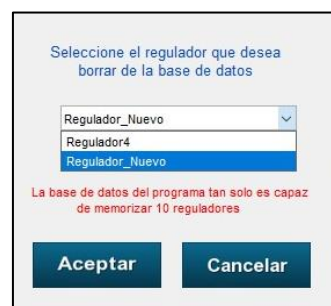 Seleccione el regulador que desea
borrar de la base de datos
Regulador_Nuevo
Regulador4
Regulador_Nuevo
La base de datos del programa tan solo es capaz
de memorizar 10 reguladores
Aceptar Cancelar